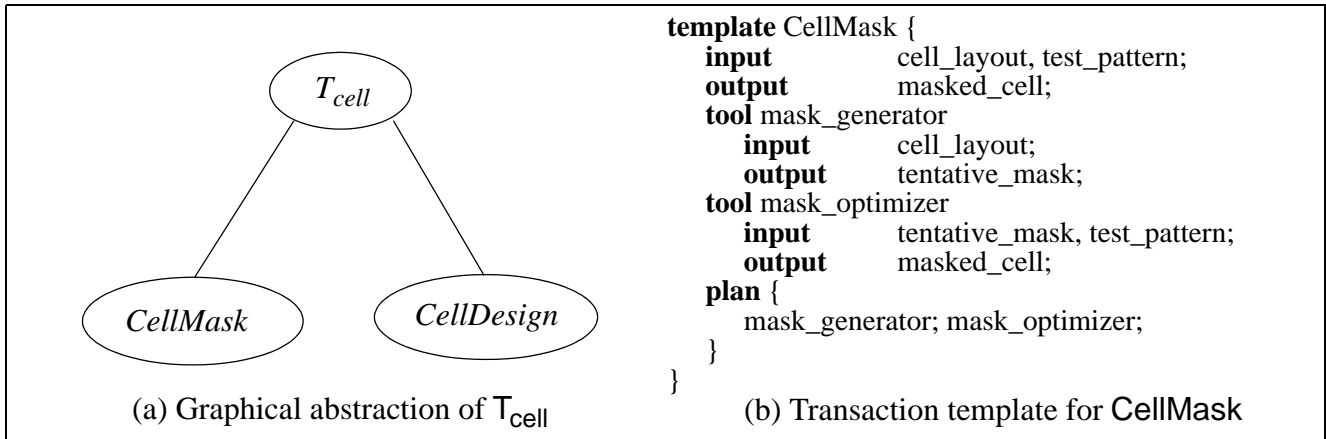 T_cell
CellMask
CellDesign
(a) Graphical abstraction of T_cell
template CellMask {
input cell_layout, test_pattern;
output masked_cell;
tool mask_generator
input cell_layout;
output tentative_mask;
tool mask_optimizer
input tentative_mask, test_pattern;
output masked_cell;
plan {
mask_generator; mask_optimizer;
}
}
(b) Transaction template for CellMask